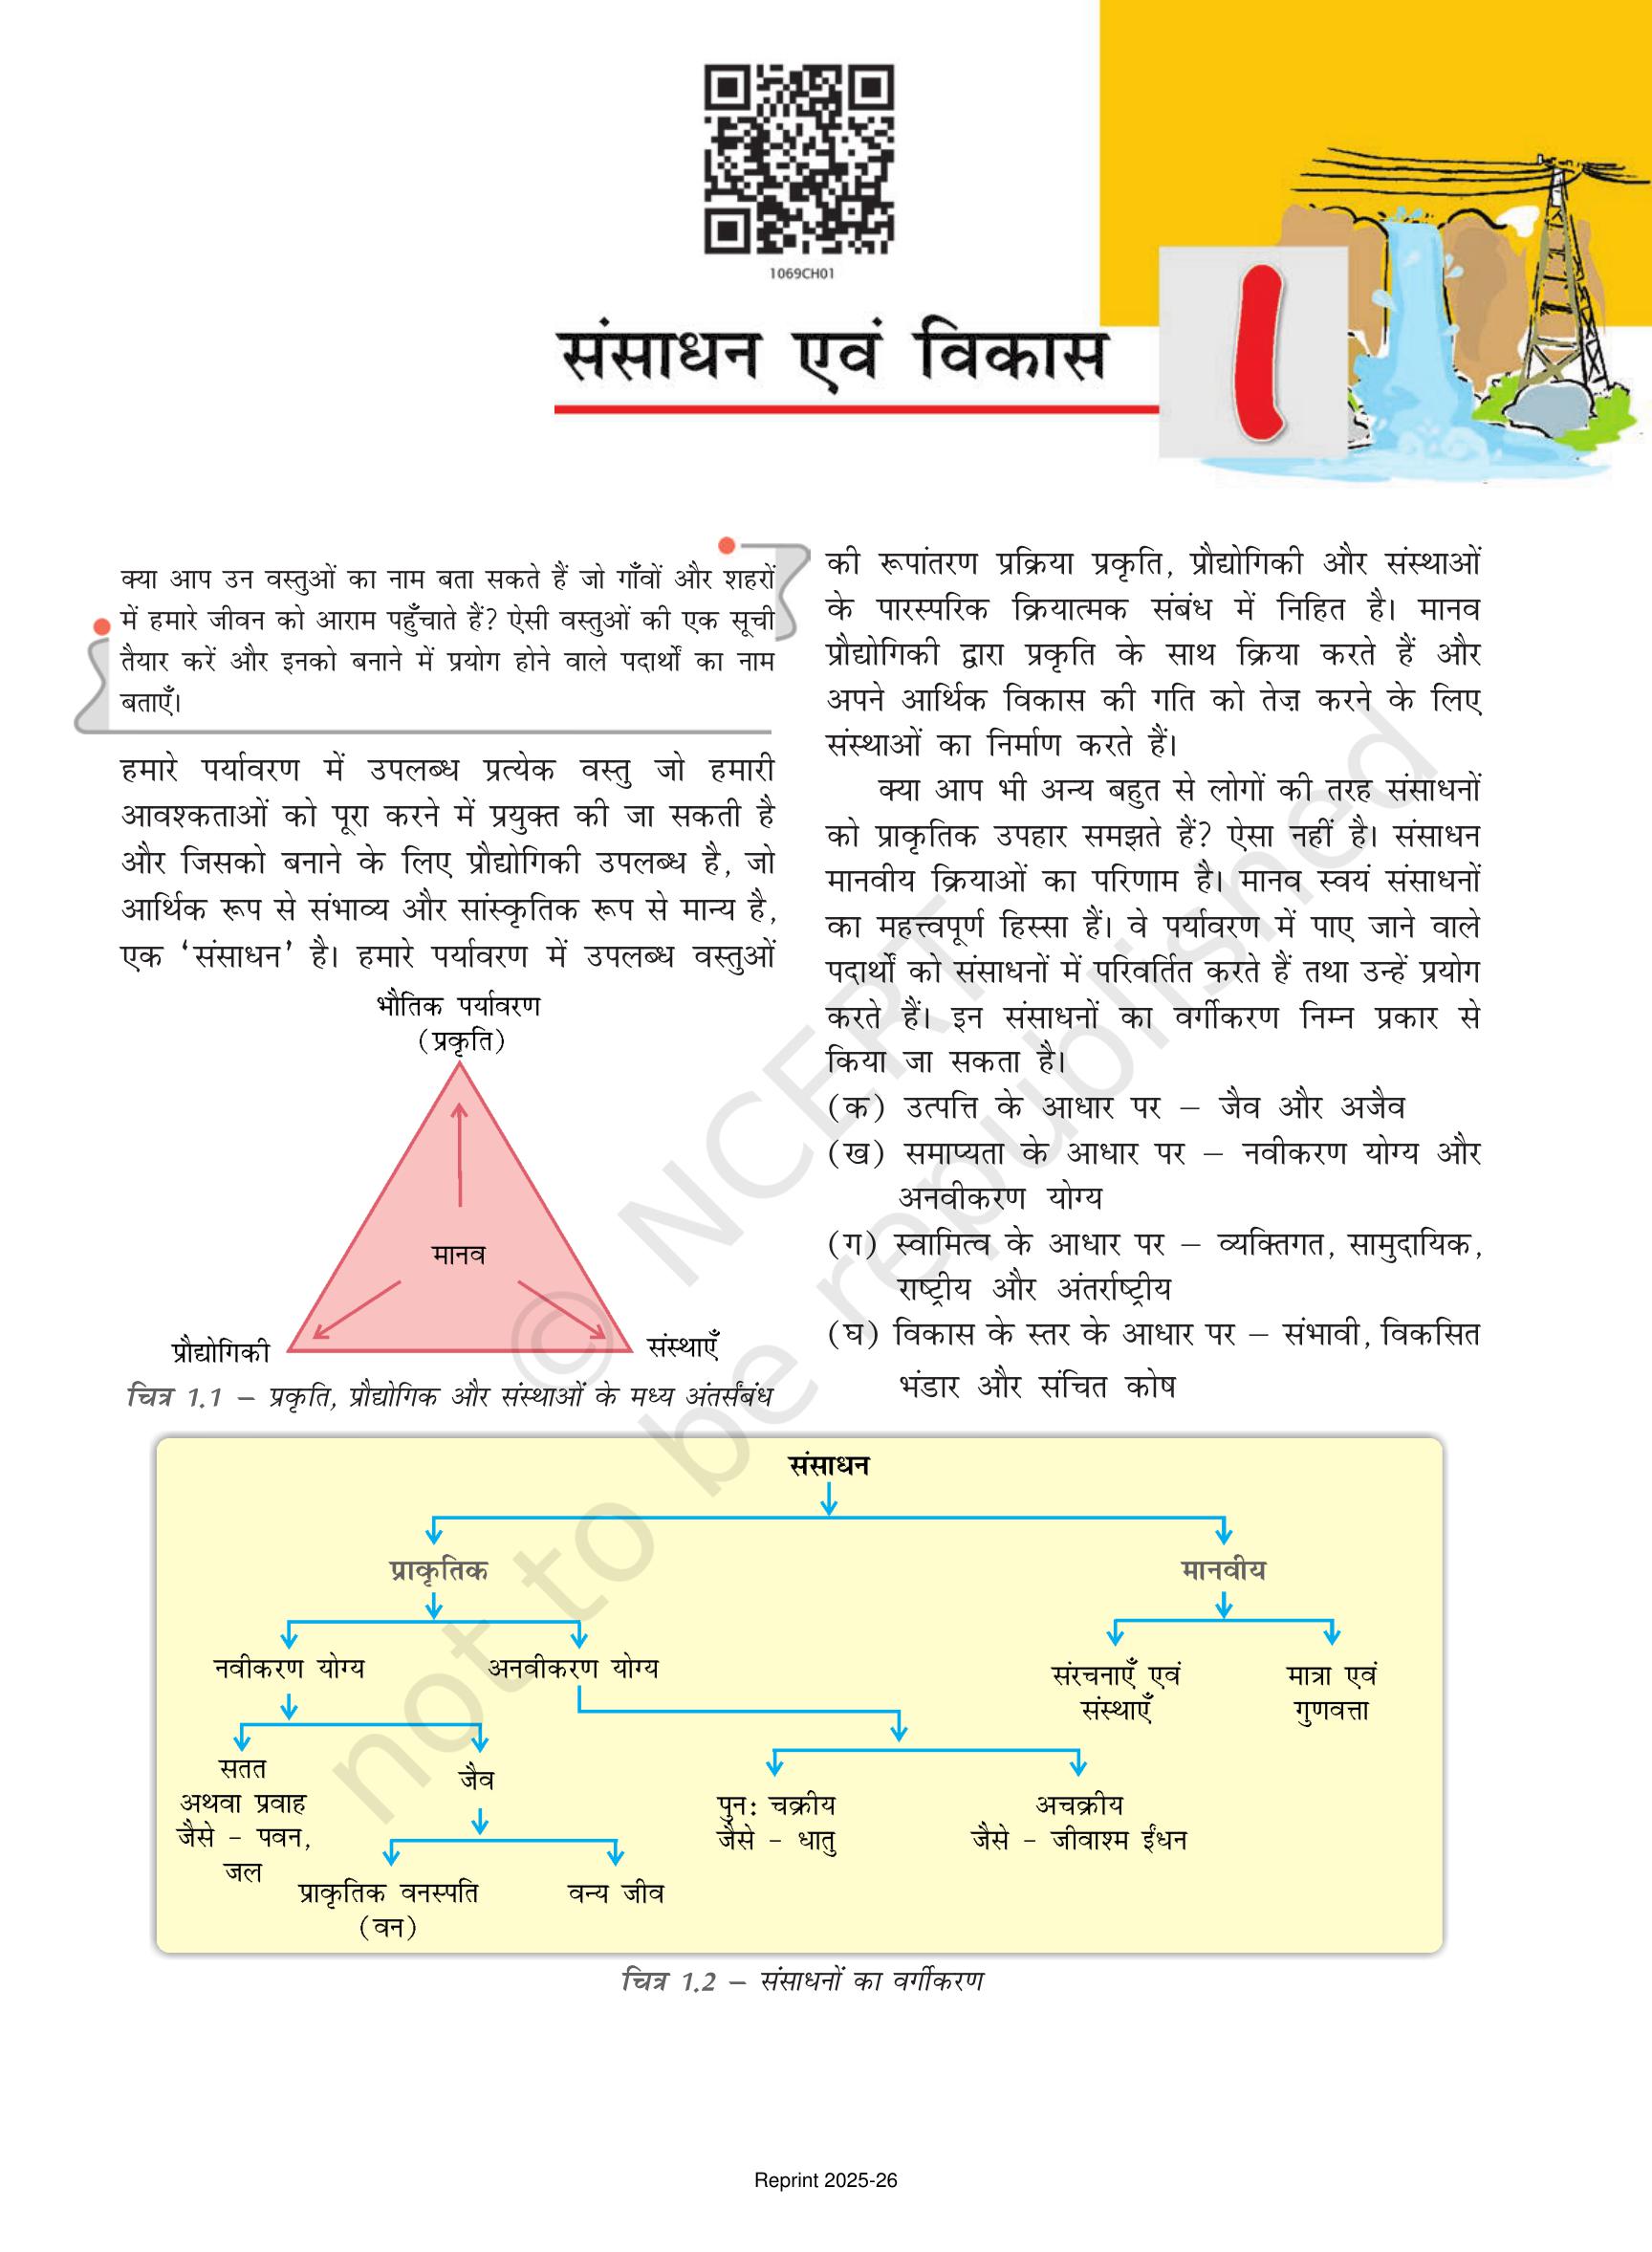 1069CH01
संसाधन एवं विकास
1
क्या आप उन वस्तुओं का नाम बता सकते हैं जो गाँवों और शहरों
में हमारे जीवन को आराम पहुँचाते हैं? ऐसी वस्तुओं की एक सूची
तैयार करें और इनको बनाने में प्रयोग होने वाले पदार्थों का नाम
बताएँ।
हमारे पर्यावरण में उपलब्ध प्रत्येक वस्तु जो हमारी
आवश्कताओं को पूरा करने में प्रयुक्त की जा सकती है
और जिसको बनाने के लिए प्रौद्योगिकी उपलब्ध है, जो
आर्थिक रूप से संभाव्य और सांस्कृतिक रूप से मान्य है,
एक ‘संसाधन’ है। हमारे पर्यावरण में उपलब्ध वस्तुओं
भौतिक पर्यावरण
(प्रकृति)
मानव
प्रौद्योगिकी
संस्थाएँ
चित्र 1.1 – प्रकृति, प्रौद्योगिक और संस्थाओं के मध्य अंतर्संबंध
की रूपांतरण प्रक्रिया प्रकृति, प्रौद्योगिकी और संस्थाओं
के पारस्परिक क्रियात्मक संबंध में निहित है। मानव
प्रौद्योगिकी द्वारा प्रकृति के साथ क्रिया करते हैं और
अपने आर्थिक विकास की गति को तेज़ करने के लिए
संस्थाओं का निर्माण करते हैं।
क्या आप भी अन्य बहुत से लोगों की तरह संसाधनों
को प्राकृतिक उपहार समझते हैं? ऐसा नहीं है। संसाधन
मानवीय क्रियाओं का परिणाम है। मानव स्वयं संसाधनों
का महत्त्वपूर्ण हिस्सा हैं। वे पर्यावरण में पाए जाने वाले
पदार्थों को संसाधनों में परिवर्तित करते हैं तथा उन्हें प्रयोग
करते हैं। इन संसाधनों का वर्गीकरण निम्न प्रकार से
किया जा सकता है।
(क) उत्पत्ति के आधार पर – जैव और अजैव
(ख) समाप्यता के आधार पर – नवीकरण योग्य और
अनवीकरण योग्य
(ग) स्वामित्व के आधार पर – व्यक्तिगत, सामुदायिक,
राष्ट्रीय और अंतर्राष्ट्रीय
(घ) विकास के स्तर के आधार पर – संभावी, विकसित
भंडार और संचित कोष
संसाधन
प्राकृतिक
मानवीय
नवीकरण योग्य
अनवीकरण योग्य
संरचनाएँ एवं
संस्थाएँ
मात्रा एवं
गुणवत्ता
सतत
अथवा प्रवाह
जैसे – पवन,
जल
जैव
पुन: चक्रीय
जैसे – धातु
अचक्रीय
जैसे – जीवाश्म ईंधन
प्राकृतिक वनस्पति
(वन)
वन्य जीव
चित्र 1.2 – संसाधनों का वर्गीकरण
© NCERT
not to be republished
Reprint 2025-26